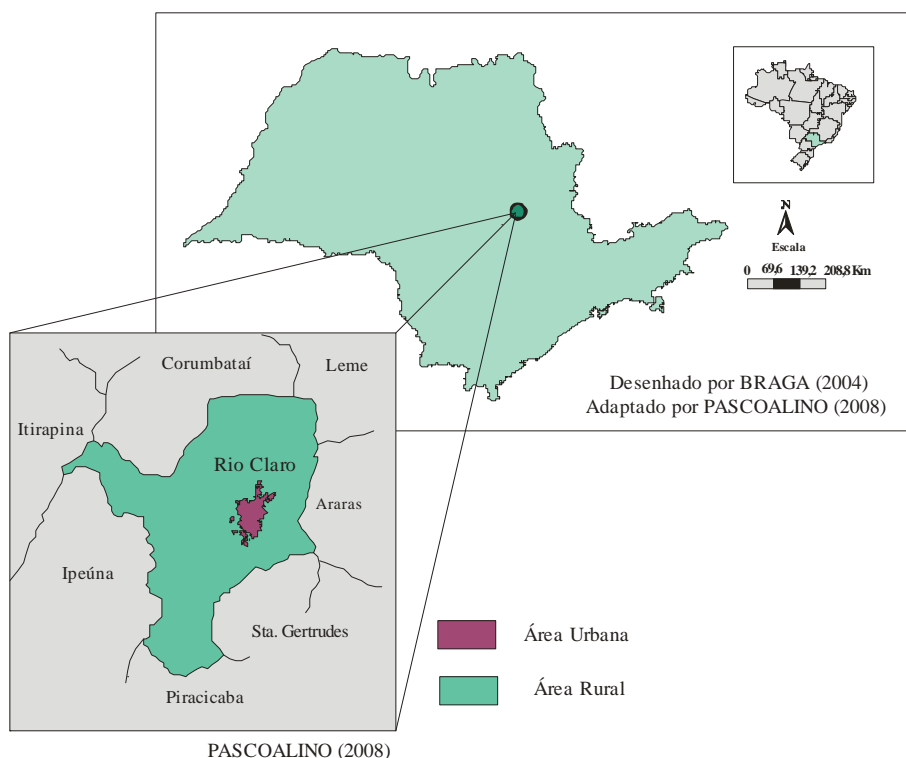 N
Escala
0 69,6 139,2 208,8 Km
Desenhado por BRAGA (2004)
Adaptado por PASCOALINO (2008)
Corumbataí
Leme
Itirapina
Rio Claro
Araras
Ipeúna
Sta. Gertrudes
Piracicaba
Área Urbana
Área Rural
PASCOALINO (2008)